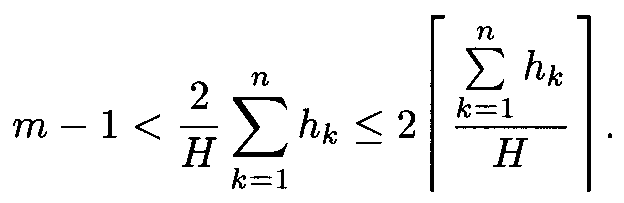 $m - 1 < \frac{2}{H} \sum_{k=1}^{n} h_k \leq 2 \left\lceil \frac{\sum_{k=1}^{n} h_k}{H} \right\rceil .$